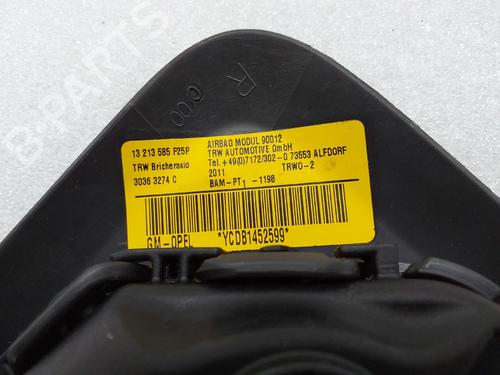 PARTS
R
C'00
13 213 585 F25P
TRW Bricherasio
3036 3274 C
AIRBAG MODUL 90012
TRW AUTOMOTIVE GmbH
Tel.+49(0)7172/302-0 73553 ALFDORF
2011 TRWO-2
BAM-PT1 -1198
GM-OPEL *YCDB1452599*